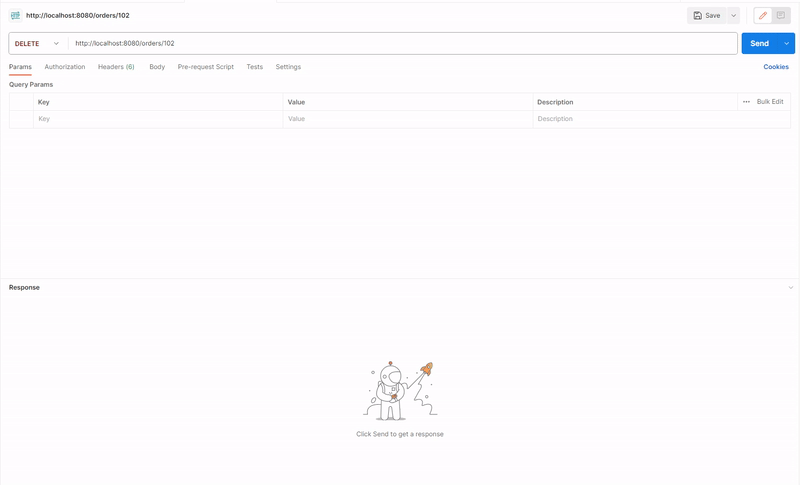 http://localhost:8080/orders/102 Save
DELETE http://localhost:8080/orders/102 Send
Params Authorization Headers (6) Body Pre-request Script Tests Settings Cookies
Query Params
Key Value Description ••• Bulk Edit
Key Value Description
Response
Click Send to get a response